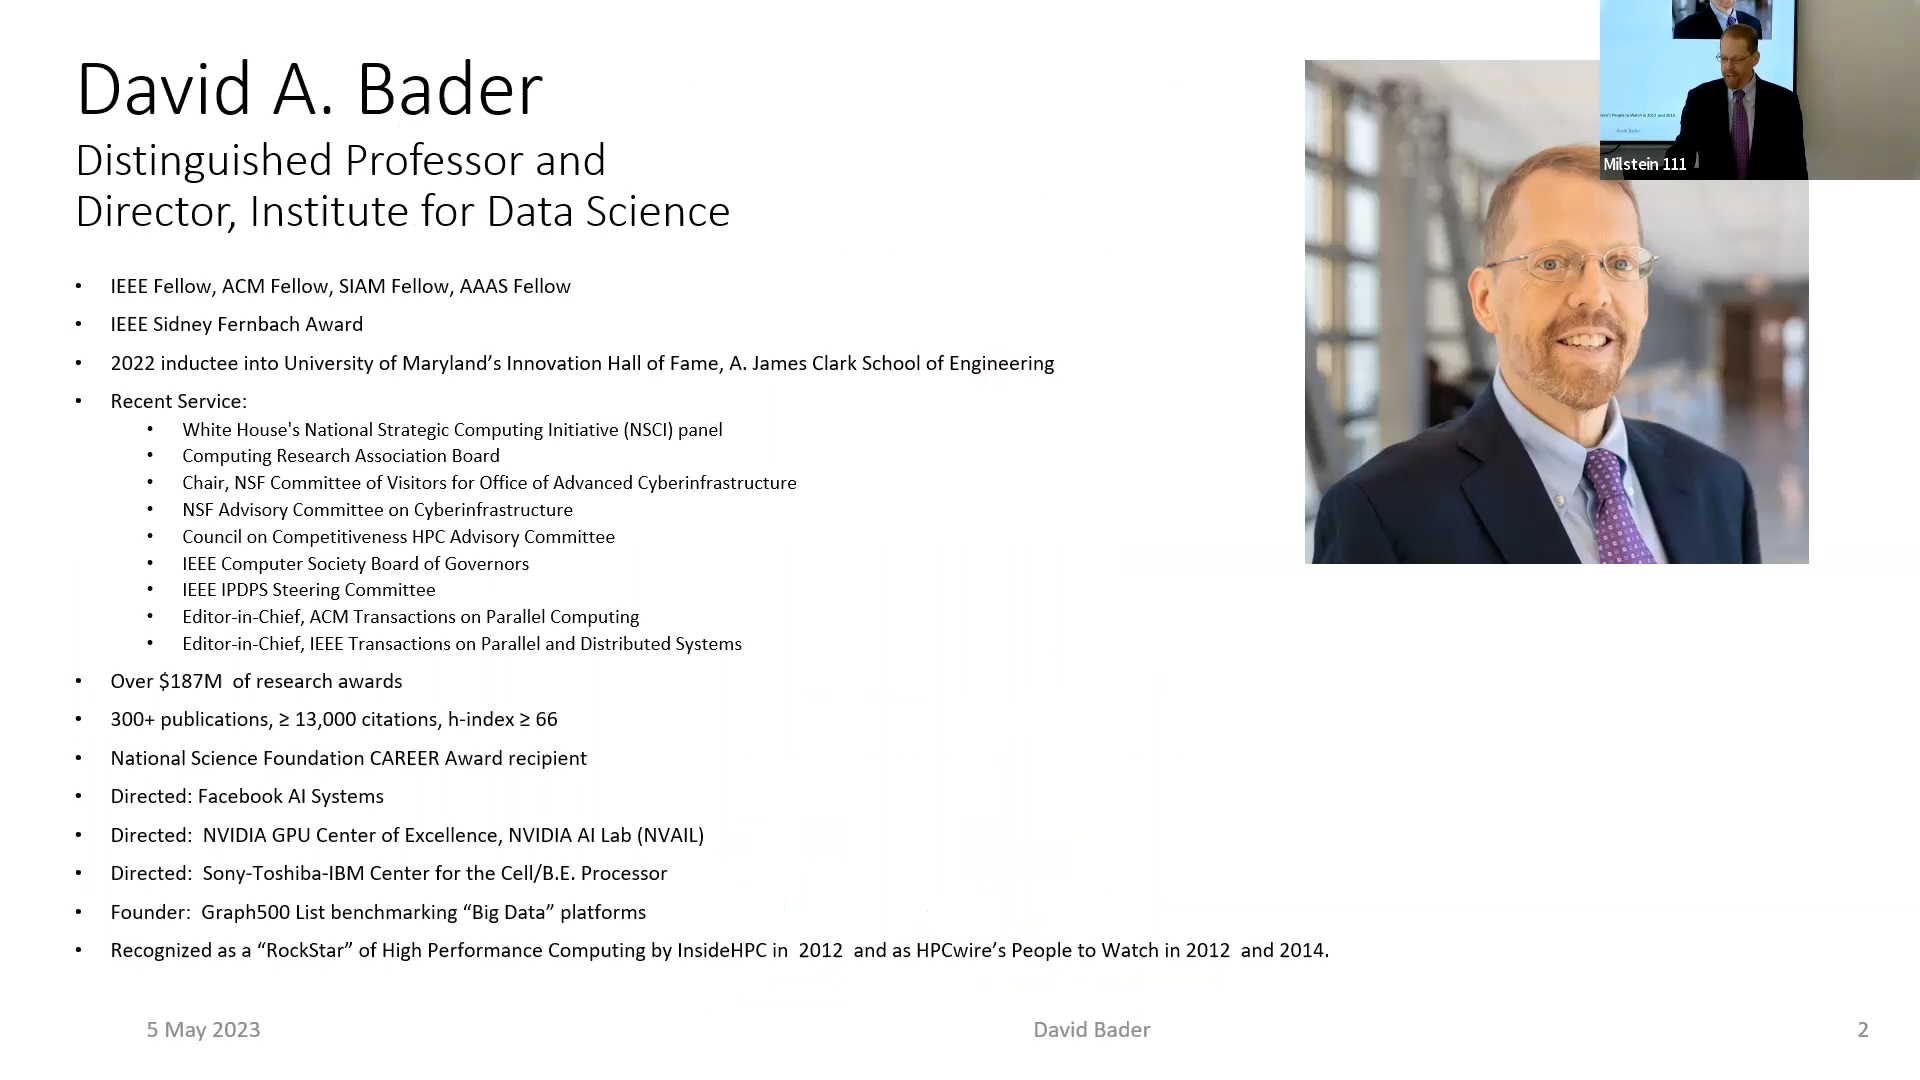 David A. Bader
Distinguished Professor and
Director, Institute for Data Science
• IEEE Fellow, ACM Fellow, SIAM Fellow, AAAS Fellow
• IEEE Sidney Fernbach Award
• 2022 inductee into University of Maryland’s Innovation Hall of Fame, A. James Clark School of Engineering
• Recent Service:
• White House's National Strategic Computing Initiative (NSCI) panel
• Computing Research Association Board
• Chair, NSF Committee of Visitors for Office of Advanced Cyberinfrastructure
• NSF Advisory Committee on Cyberinfrastructure
• Council on Competitiveness HPC Advisory Committee
• IEEE Computer Society Board of Governors
• IEEE IPDPS Steering Committee
• Editor-in-Chief, ACM Transactions on Parallel Computing
• Editor-in-Chief, IEEE Transactions on Parallel and Distributed Systems
• Over $187M  of research awards
• 300+ publications, ≥ 13,000 citations, h-index ≥ 66
• National Science Foundation CAREER Award recipient
• Directed: Facebook AI Systems
• Directed:  NVIDIA GPU Center of Excellence, NVIDIA AI Lab (NVAIL)
• Directed:  Sony-Toshiba-IBM Center for the Cell/B.E. Processor
• Founder:  Graph500 List benchmarking “Big Data” platforms
• Recognized as a “RockStar” of High Performance Computing by InsideHPC in  2012  and as HPCwire’s People to Watch in 2012  and 2014.
People to Watch in 2012 and 2014.
David Bader
Milstein 111
5 May 2023
David Bader
2